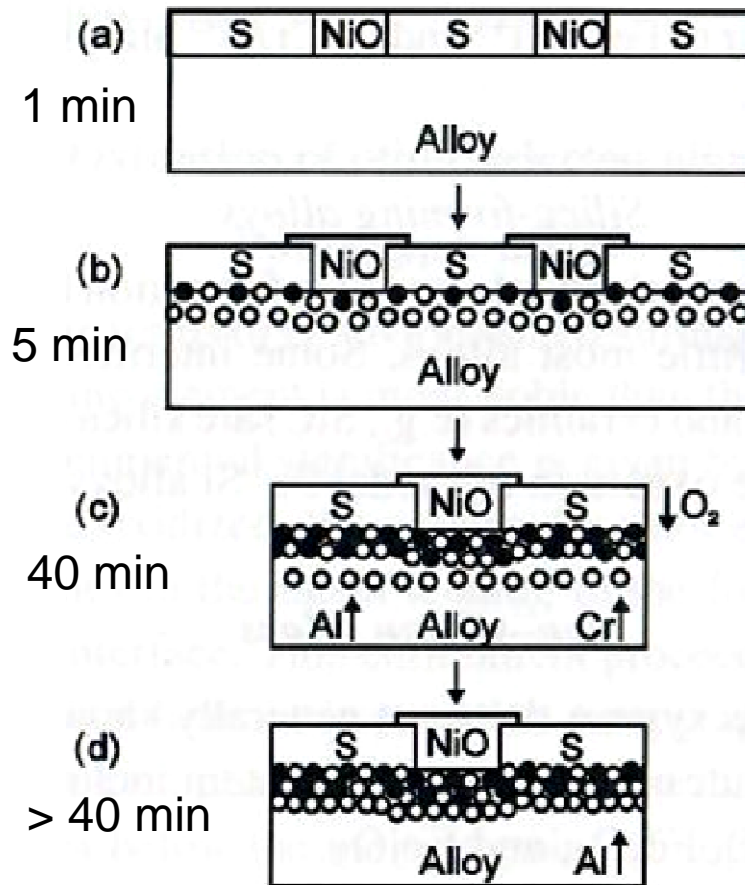 (a) S NiO S NiO S
1 min
Alloy
(b) S NiO S NiO S
5 min
Alloy
(c) S NiO S ↓O₂
40 min
Al↑ Alloy Cr↑
(d) S NiO S
> 40 min
Alloy Al↑